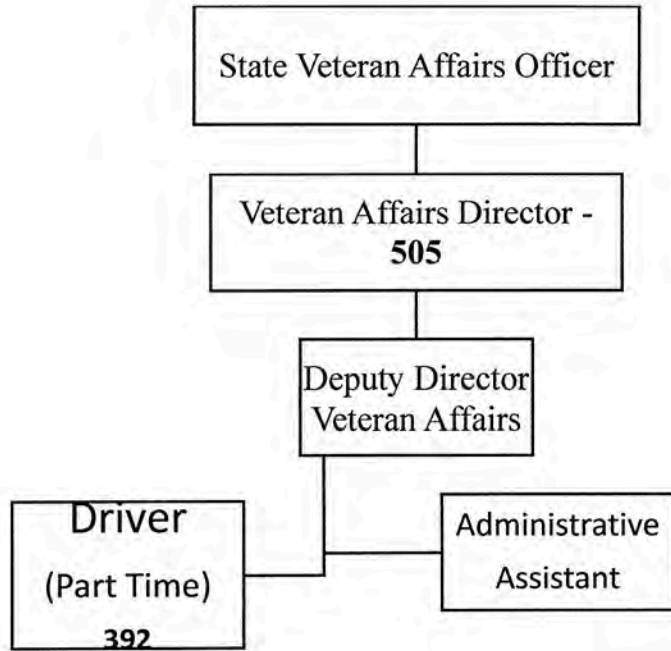 State Veteran Affairs Officer
Veteran Affairs Director -
505
Deputy Director
Veteran Affairs
Driver
(Part Time)
392
Administrative
Assistant